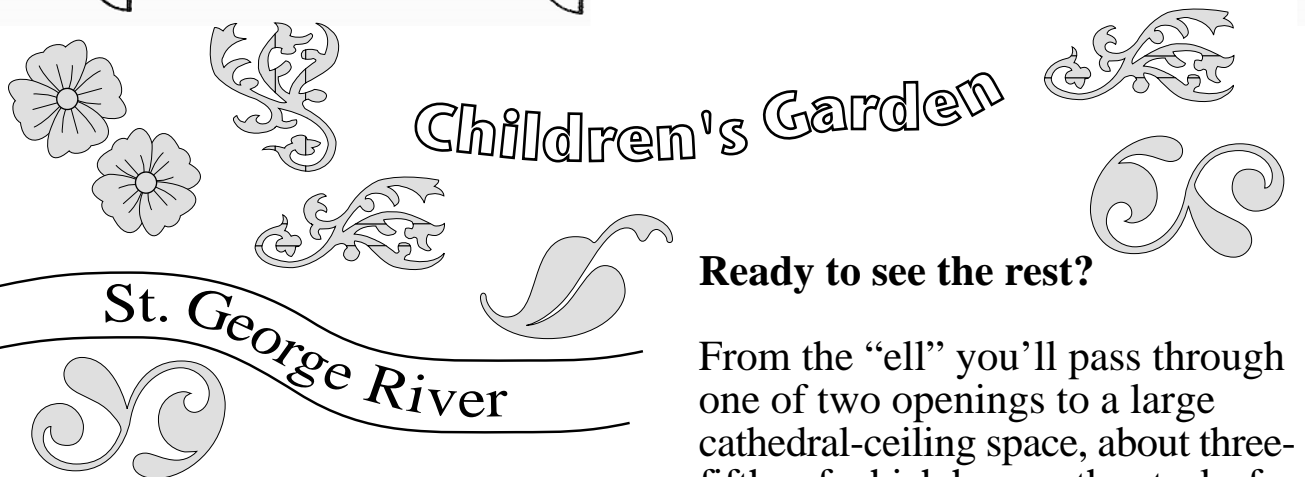 Children's Garden
St. George River
Ready to see the rest?
From the “ell” you’ll pass through
one of two openings to a large
cathedral-ceiling space, about three-